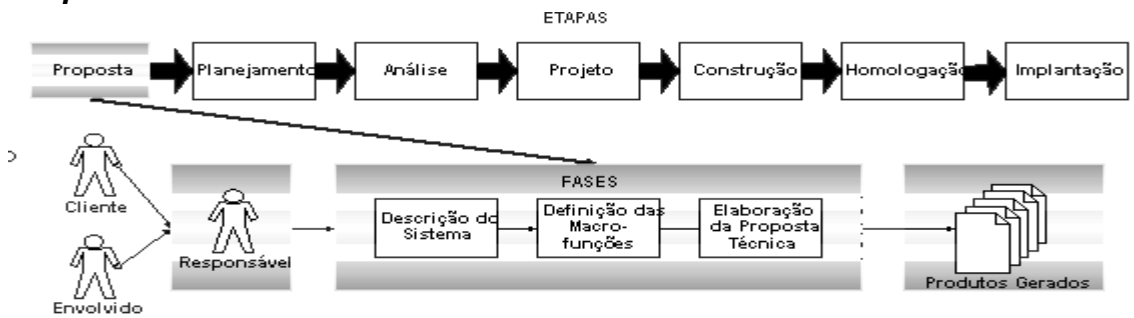 ETAPAS
Proposta
Planejamento
Análise
Projeto
Construção
Homologação
Implantação
FASES
Cliente
Envolvido
Responsável
Descrição do
Sistema
Definição das
Macro-
funções
Elaboração
da Proposta
Técnica
Produtos Gerados